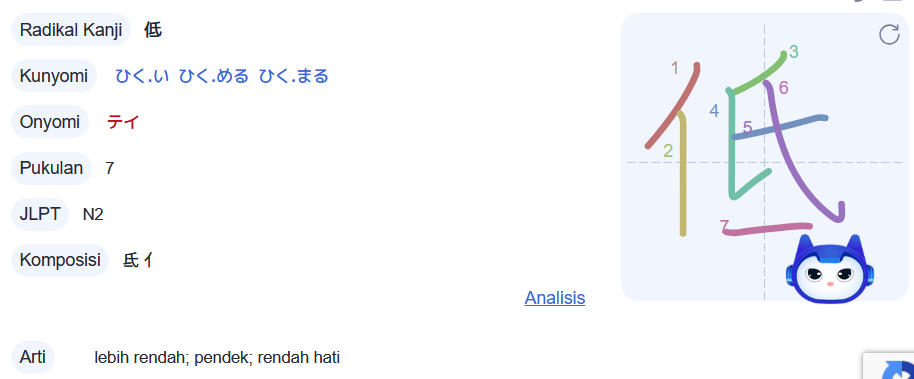 Radikal Kanji 低
Kunyomi ひく.い ひく.める ひく.まる
Onyomi テイ
Pukulan 7
JLPT N2
Komposisi 氐 亻
Analisis
Arti lebih rendah; pendek; rendah hati
1
2
3
4
5
6
7